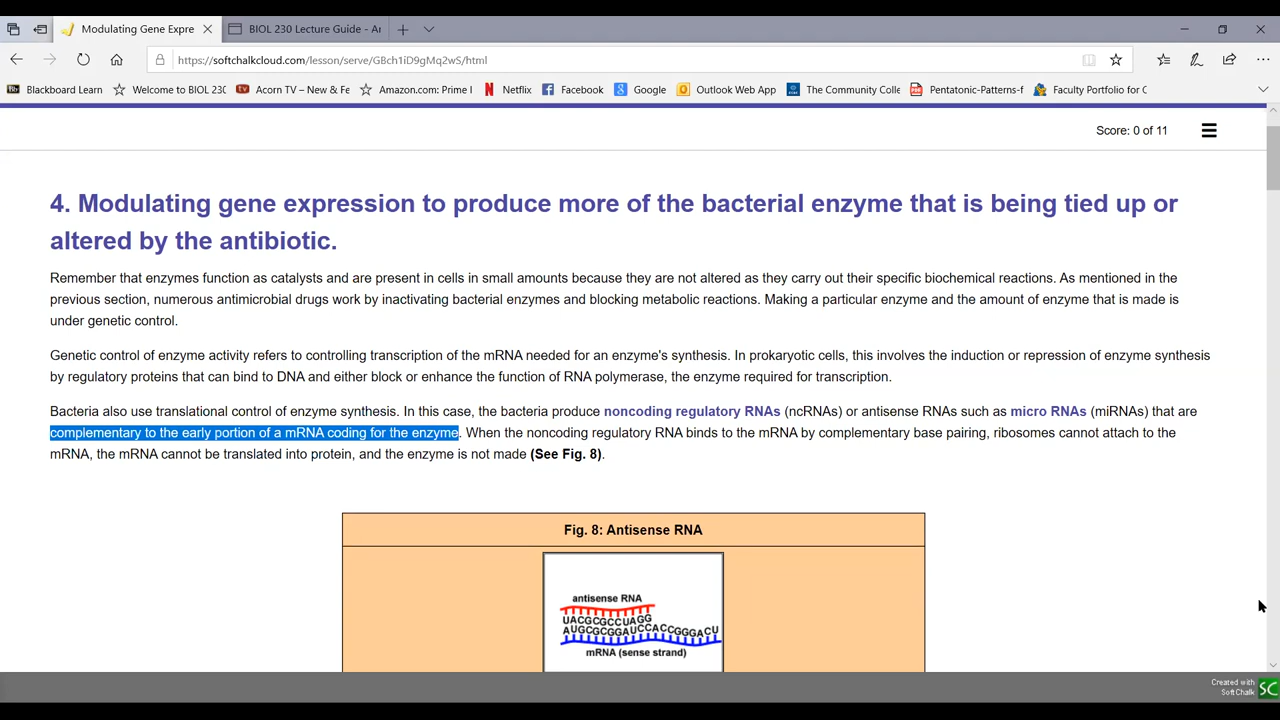 Modulating Gene Expre
BIOL 230 Lecture Guide - Ar
https://softchalkcloud.com/lesson/serve/GBch1iD9gMq2wS/html
Bb Blackboard Learn Welcome to BIOL 230 Acorn TV – New & Fe Amazon.com: Prime I Netflix Facebook Google Outlook Web App The Community Colle Pentatonic-Patterns-f Faculty Portfolio for C
Score: 0 of 11
4. Modulating gene expression to produce more of the bacterial enzyme that is being tied up or
altered by the antibiotic.
Remember that enzymes function as catalysts and are present in cells in small amounts because they are not altered as they carry out their specific biochemical reactions. As mentioned in the
previous section, numerous antimicrobial drugs work by inactivating bacterial enzymes and blocking metabolic reactions. Making a particular enzyme and the amount of enzyme that is made is
under genetic control.
Genetic control of enzyme activity refers to controlling transcription of the mRNA needed for an enzyme's synthesis. In prokaryotic cells, this involves the induction or repression of enzyme synthesis
by regulatory proteins that can bind to DNA and either block or enhance the function of RNA polymerase, the enzyme required for transcription.
Bacteria also use translational control of enzyme synthesis. In this case, the bacteria produce noncoding regulatory RNAs (ncRNAs) or antisense RNAs such as micro RNAs (miRNAs) that are
complementary to the early portion of a mRNA coding for the enzyme. When the noncoding regulatory RNA binds to the mRNA by complementary base pairing, ribosomes cannot attach to the
mRNA, the mRNA cannot be translated into protein, and the enzyme is not made (See Fig. 8).
Fig. 8: Antisense RNA
antisense RNA
UACGCGCCUAGG
AUGCGCGGAUCCACCGGGACU
mRNA (sense strand)
Created with
SoftChalk
SC